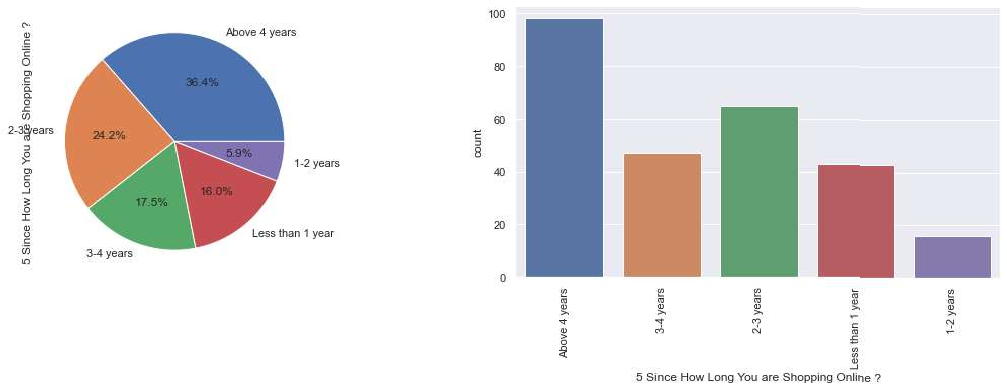 5 Since How Long You are Shopping Online ?
Above 4 years
36.4%
2-3 years
24.2%
5.9%
1-2 years
17.5%
16.0%
Less than 1 year
3-4 years
100
80
60
40
20
0
count
Above 4 years
3-4 years
2-3 years
Less than 1 year
1-2 years
5 Since How Long You are Shopping Online ?